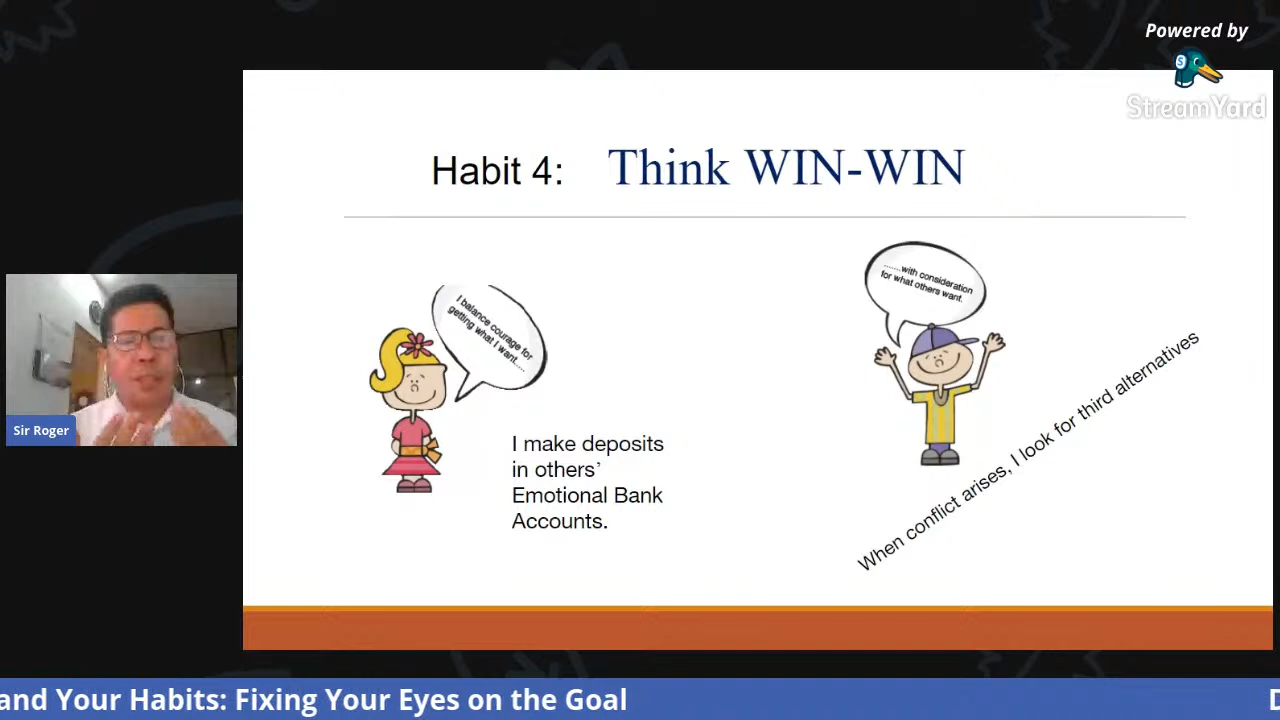 Powered by
StreamYard
Habit 4: Think WIN-WIN
I balance courage for
getting what I want....
.......with consideration
for what others want.
I make deposits
in others’
Emotional Bank
Accounts.
When conflict arises, I look for third alternatives
Sir Roger
and Your Habits: Fixing Your Eyes on the Goal